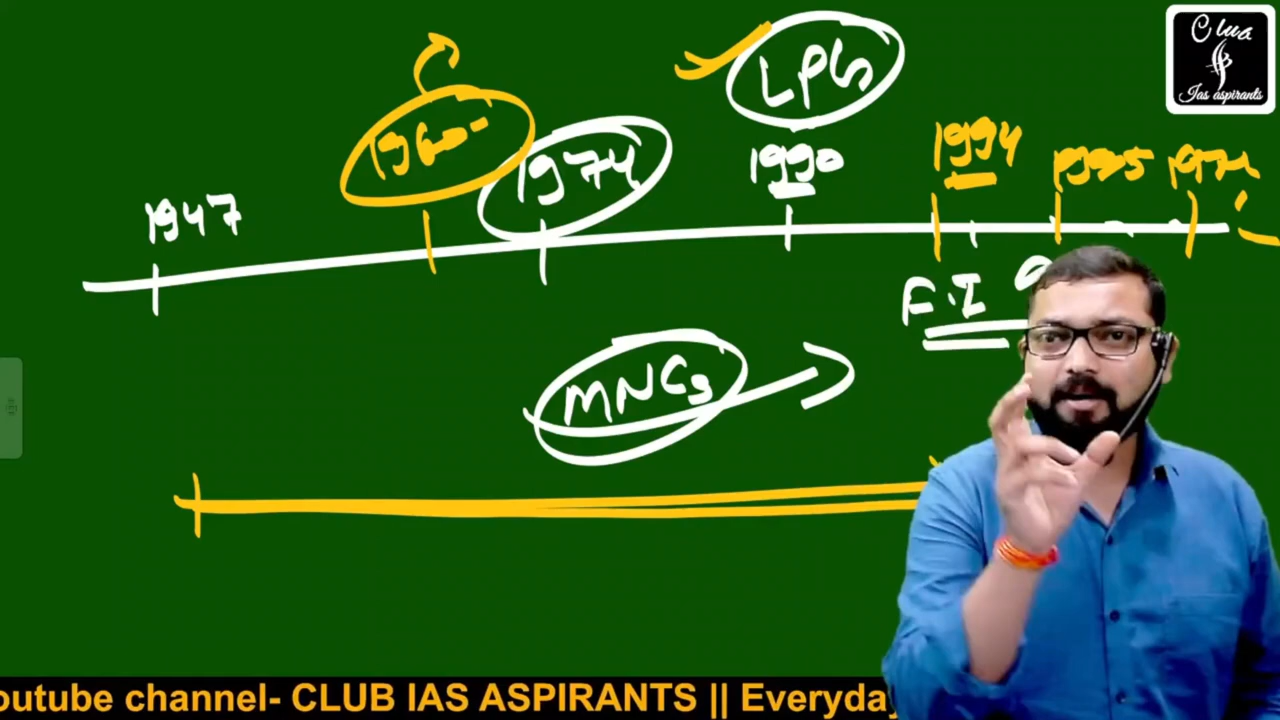 Club
Ias aspirants
LPG
1960-
1974
1990
1994
1995
1947
F.I
MNCs
outube channel- CLUB IAS ASPIRANTS || Everyday